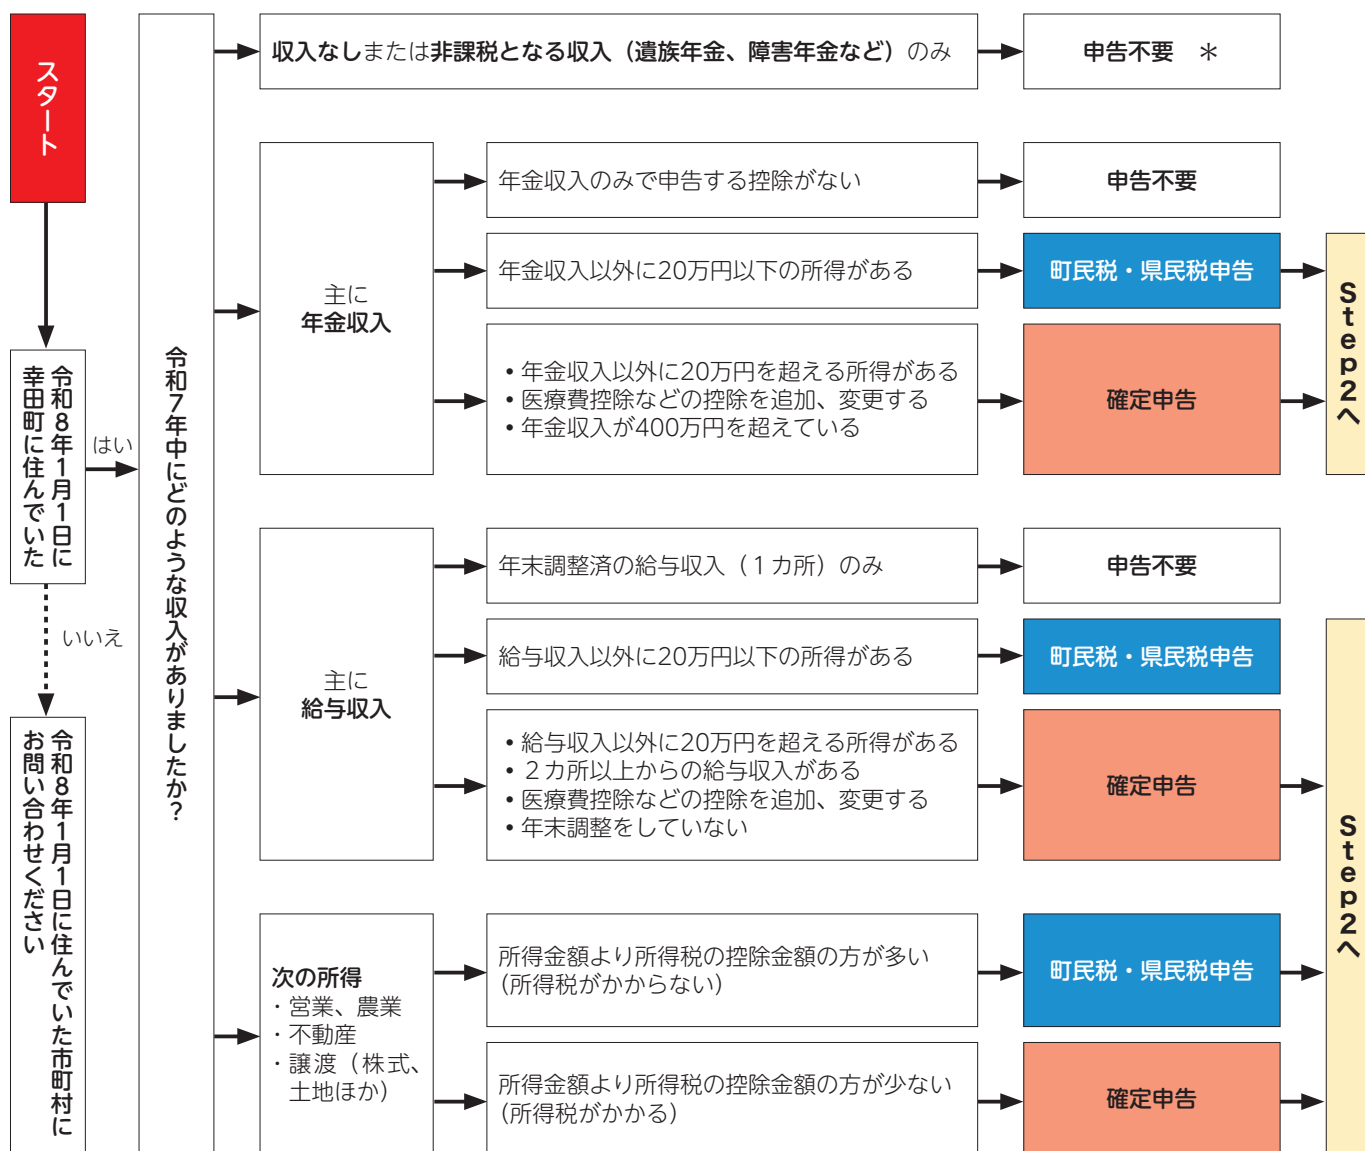 スタート
令和8年1月1日に
幸田町に住んでいた
はい
いいえ
令和8年1月1日に住んでいた市町村に
お問い合わせください
令和7年中にどのような収入がありましたか?
収入なしまたは非課税となる収入（遺族年金、障害年金など）のみ
申告不要 ＊
主に
年金収入
年金収入のみで申告する控除がない
申告不要
年金収入以外に20万円以下の所得がある
町民税・県民税申告
• 年金収入以外に20万円を超える所得がある
• 医療費控除などの控除を追加、変更する
• 年金収入が400万円を超えている
確定申告
Step2へ
主に
給与収入
年末調整済の給与収入（１カ所）のみ
申告不要
給与収入以外に20万円以下の所得がある
町民税・県民税申告
• 給与収入以外に20万円を超える所得がある
• ２カ所以上からの給与収入がある
• 医療費控除などの控除を追加、変更する
• 年末調整をしていない
確定申告
次の所得
・営業、農業
・不動産
・譲渡（株式、
土地ほか）
所得金額より所得税の控除金額の方が多い
(所得税がかからない)
町民税・県民税申告
所得金額より所得税の控除金額の方が少ない
(所得税がかかる)
確定申告
Step2へ